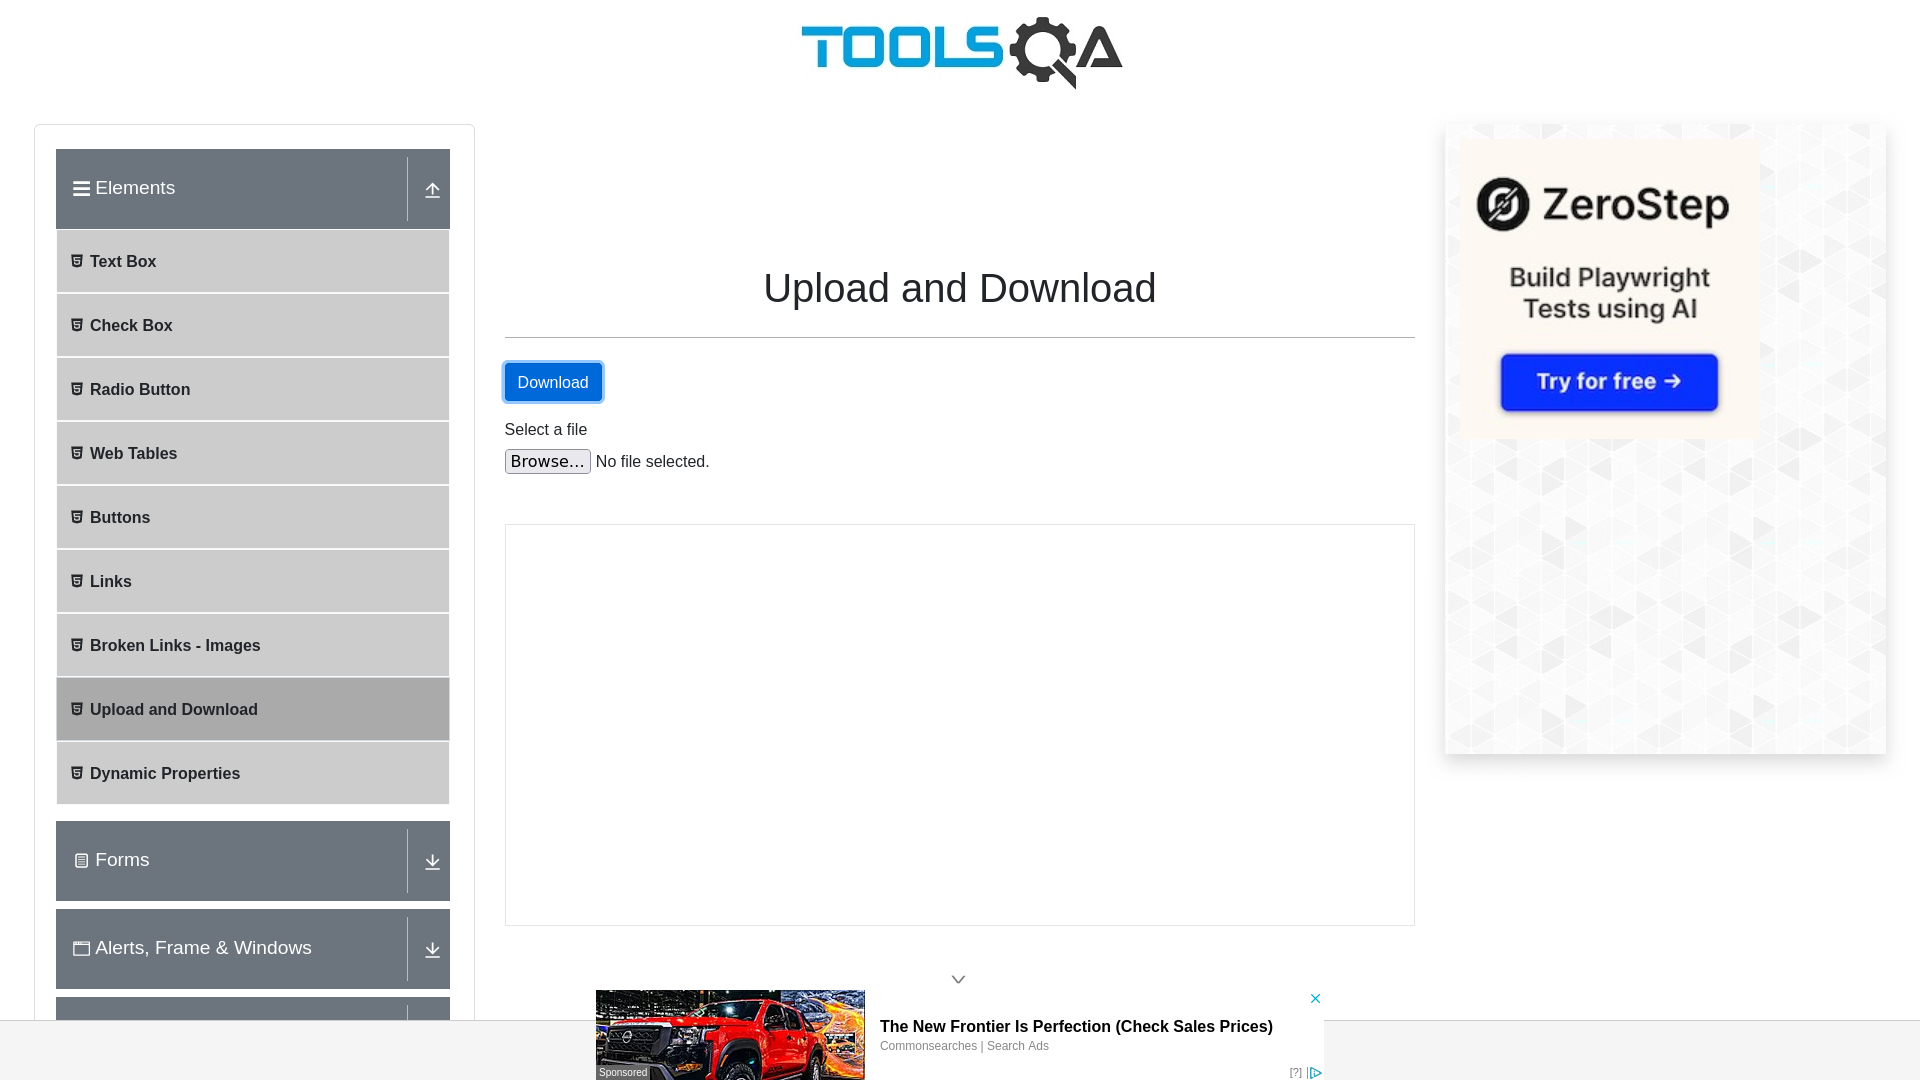 TOOLSQA
Elements
Text Box
Check Box
Radio Button
Web Tables
Buttons
Links
Broken Links - Images
Upload and Download
Dynamic Properties
Forms
Alerts, Frame & Windows
Upload and Download
Download
Select a file
Browse... No file selected.
ZeroStep
Build Playwright
Tests using AI
Try for free →
The New Frontier Is Perfection (Check Sales Prices)
Commonsearches | Search Ads
Sponsored
[?]